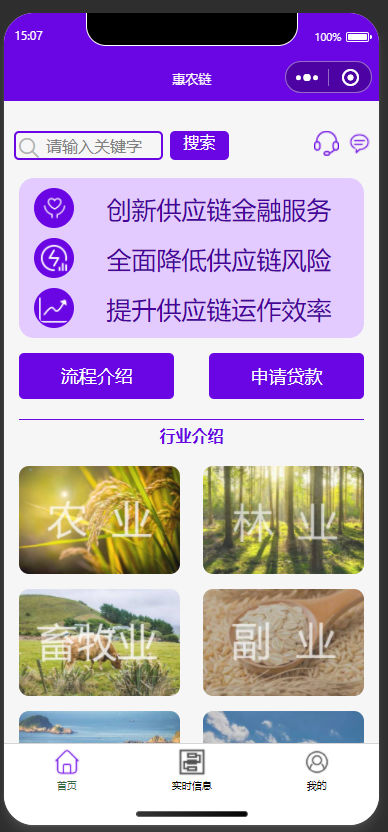 15:07
100%
惠农链
请输入关键字
搜索
创新供应链金融服务
全面降低供应链风险
提升供应链运作效率
流程介绍
申请贷款
行业介绍
农 业
林 业
畜牧业
副 业
首页
实时信息
我的